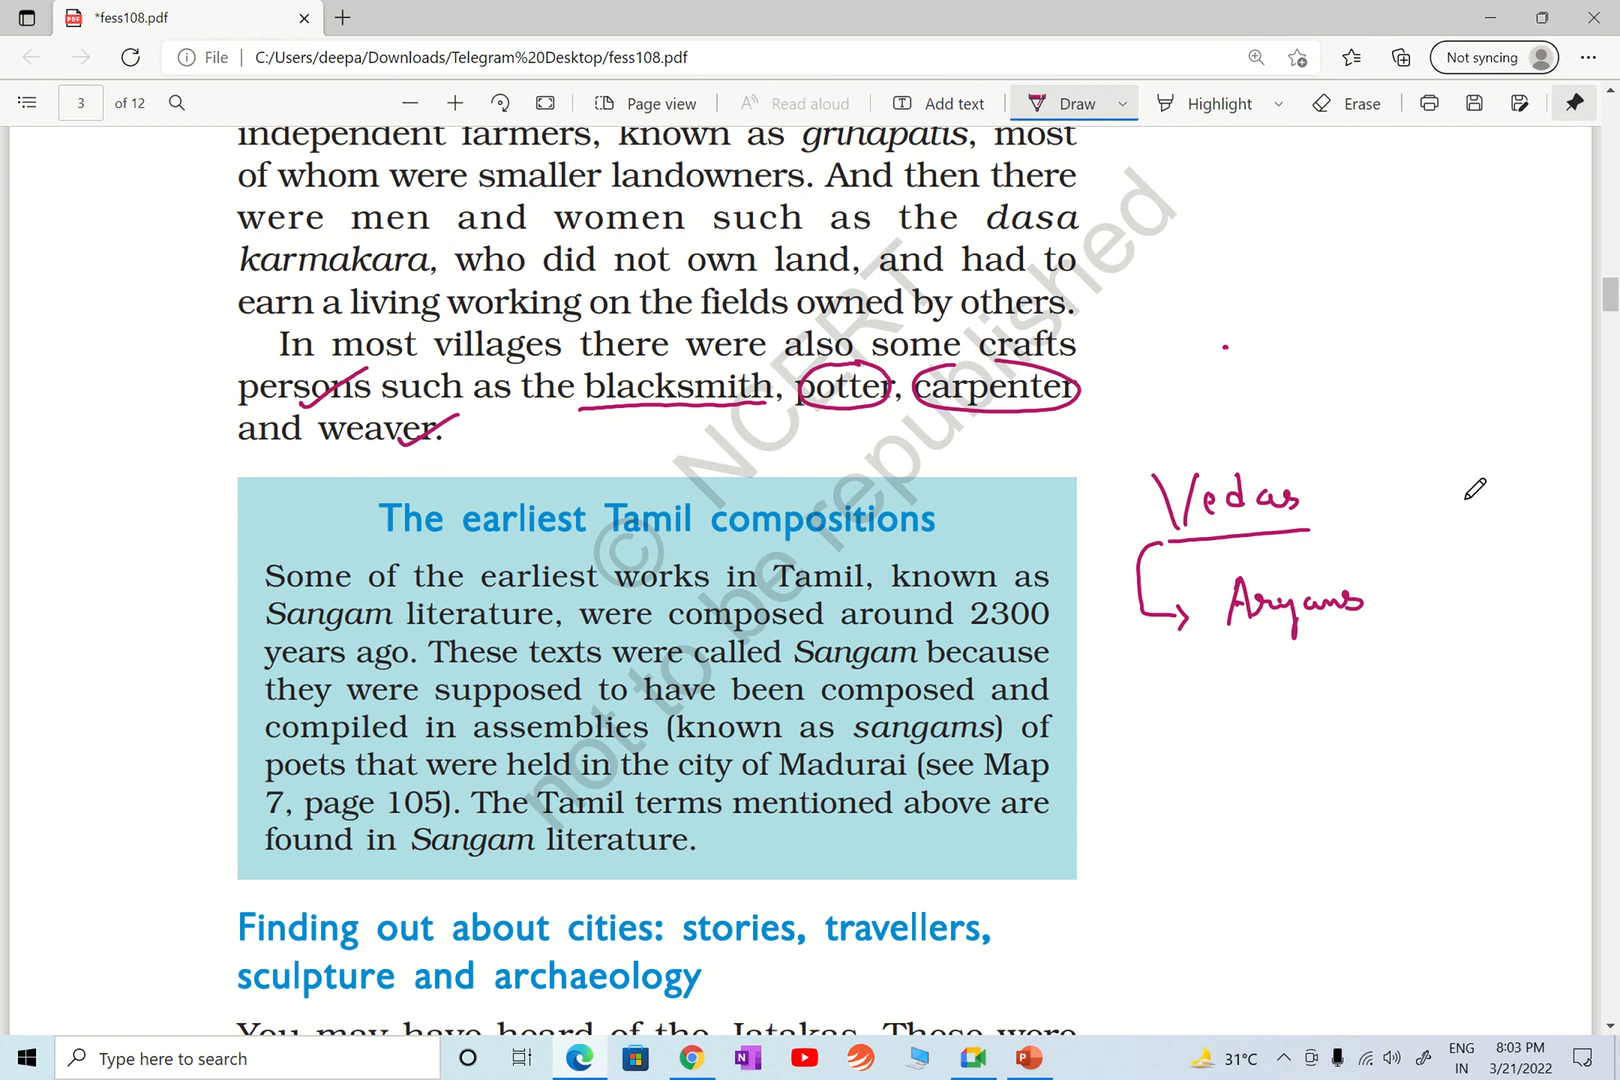 *fess108.pdf
File
C:/Users/deepa/Downloads/Telegram%20Desktop/fess108.pdf
Not syncing
3 of 12
Page view
Read aloud
Add text
Draw
Highlight
Erase
independent farmers, known as grihapatis, most
of whom were smaller landowners. And then there
were men and women such as the dasa
karmakara, who did not own land, and had to
earn a living working on the fields owned by others.
In most villages there were also some crafts
persons such as the blacksmith, potter, carpenter
and weaver.
© NCERT
not to be republished
The earliest Tamil compositions
Some of the earliest works in Tamil, known as
Sangam literature, were composed around 2300
years ago. These texts were called Sangam because
they were supposed to have been composed and
compiled in assemblies (known as sangams) of
poets that were held in the city of Madurai (see Map
7, page 105). The Tamil terms mentioned above are
found in Sangam literature.
Vedas
Aryans
Finding out about cities: stories, travellers,
sculpture and archaeology
You may have heard of the Jatakas. These were
Type here to search
31°C
ENG
IN
8:03 PM
3/21/2022